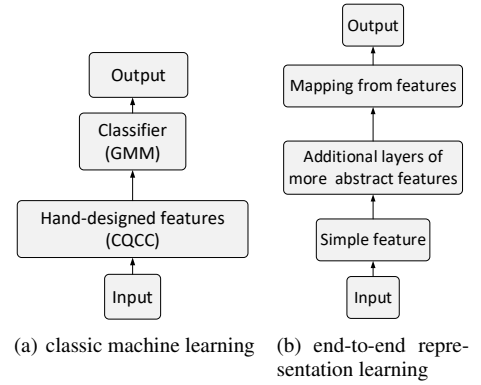 Output
Classifier
(GMM)
Hand-designed features
(CQCC)
Input
(a) classic machine learning
Output
Mapping from features
Additional layers of
more abstract features
Simple feature
Input
(b) end-to-end repre-
sentation learning